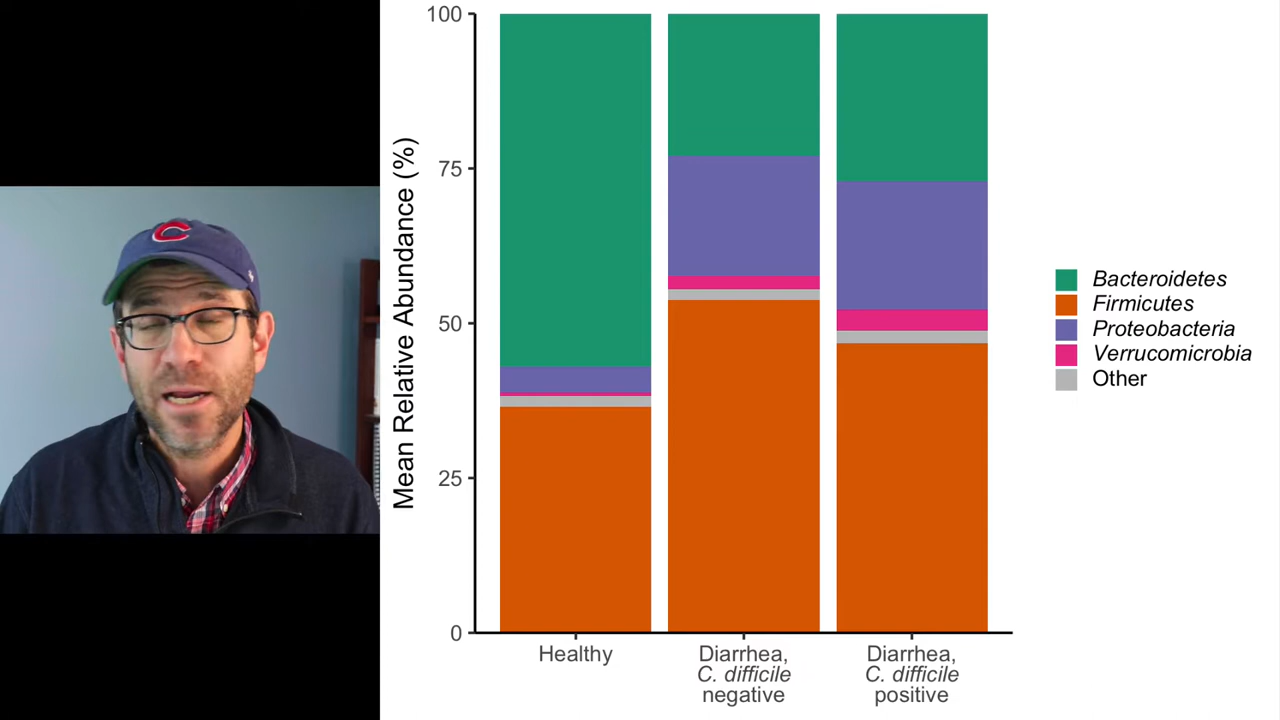 C
100
75
50
25
0
Mean Relative Abundance (%)
Healthy
Diarrhea,
C. difficile
negative
Diarrhea,
C. difficile
positive
Bacteroidetes
Firmicutes
Proteobacteria
Verrucomicrobia
Other